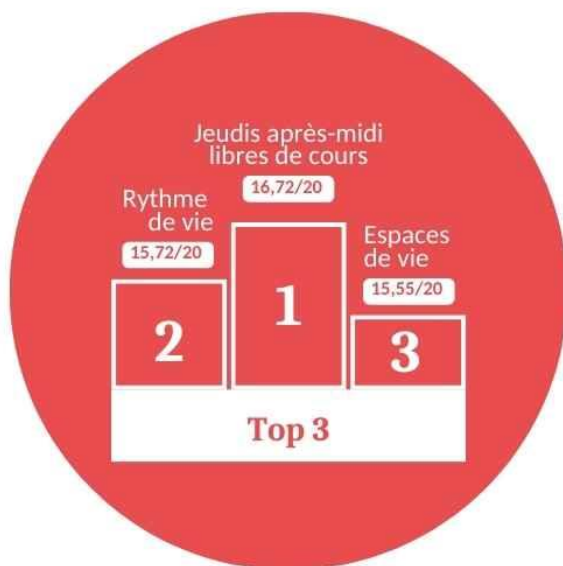 Jeudis après-midi
libres de cours
16,72/20
Rythme
de vie
15,72/20
Espaces
de vie
15,55/20
1
2
3
Top 3